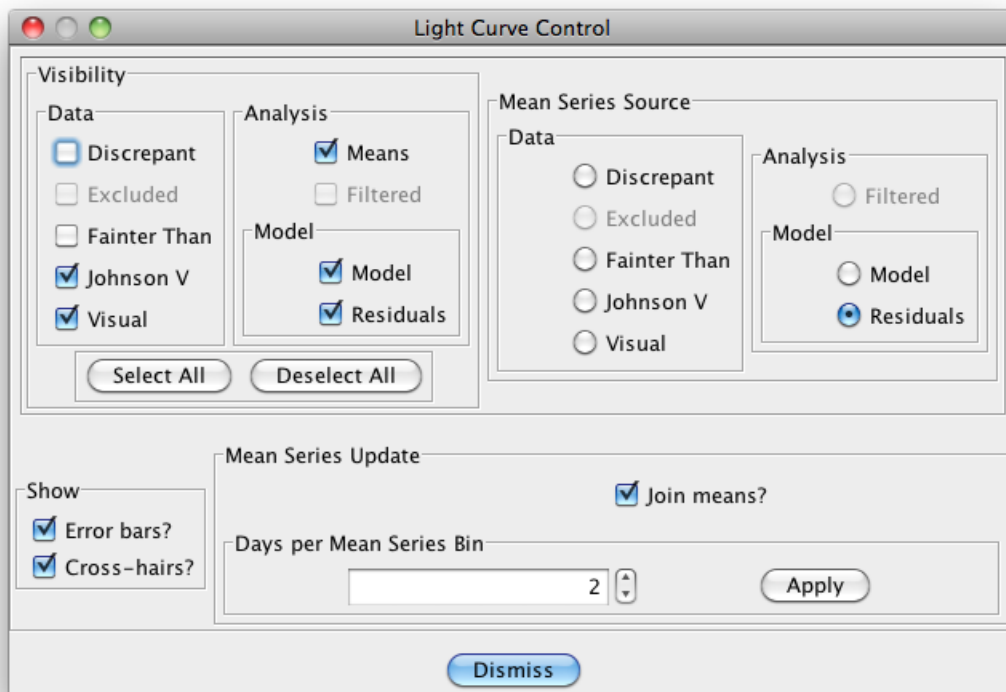 Light Curve Control
Visibility
Data
Discrepant
Excluded
Fainter Than
Johnson V
Visual
Analysis
Means
Filtered
Model
Model
Residuals
Select All
Deselect All
Mean Series Source
Data
Discrepant
Excluded
Fainter Than
Johnson V
Visual
Analysis
Filtered
Model
Model
Residuals
Show
Error bars?
Cross-hairs?
Mean Series Update
Join means?
Days per Mean Series Bin
2
Apply
Dismiss